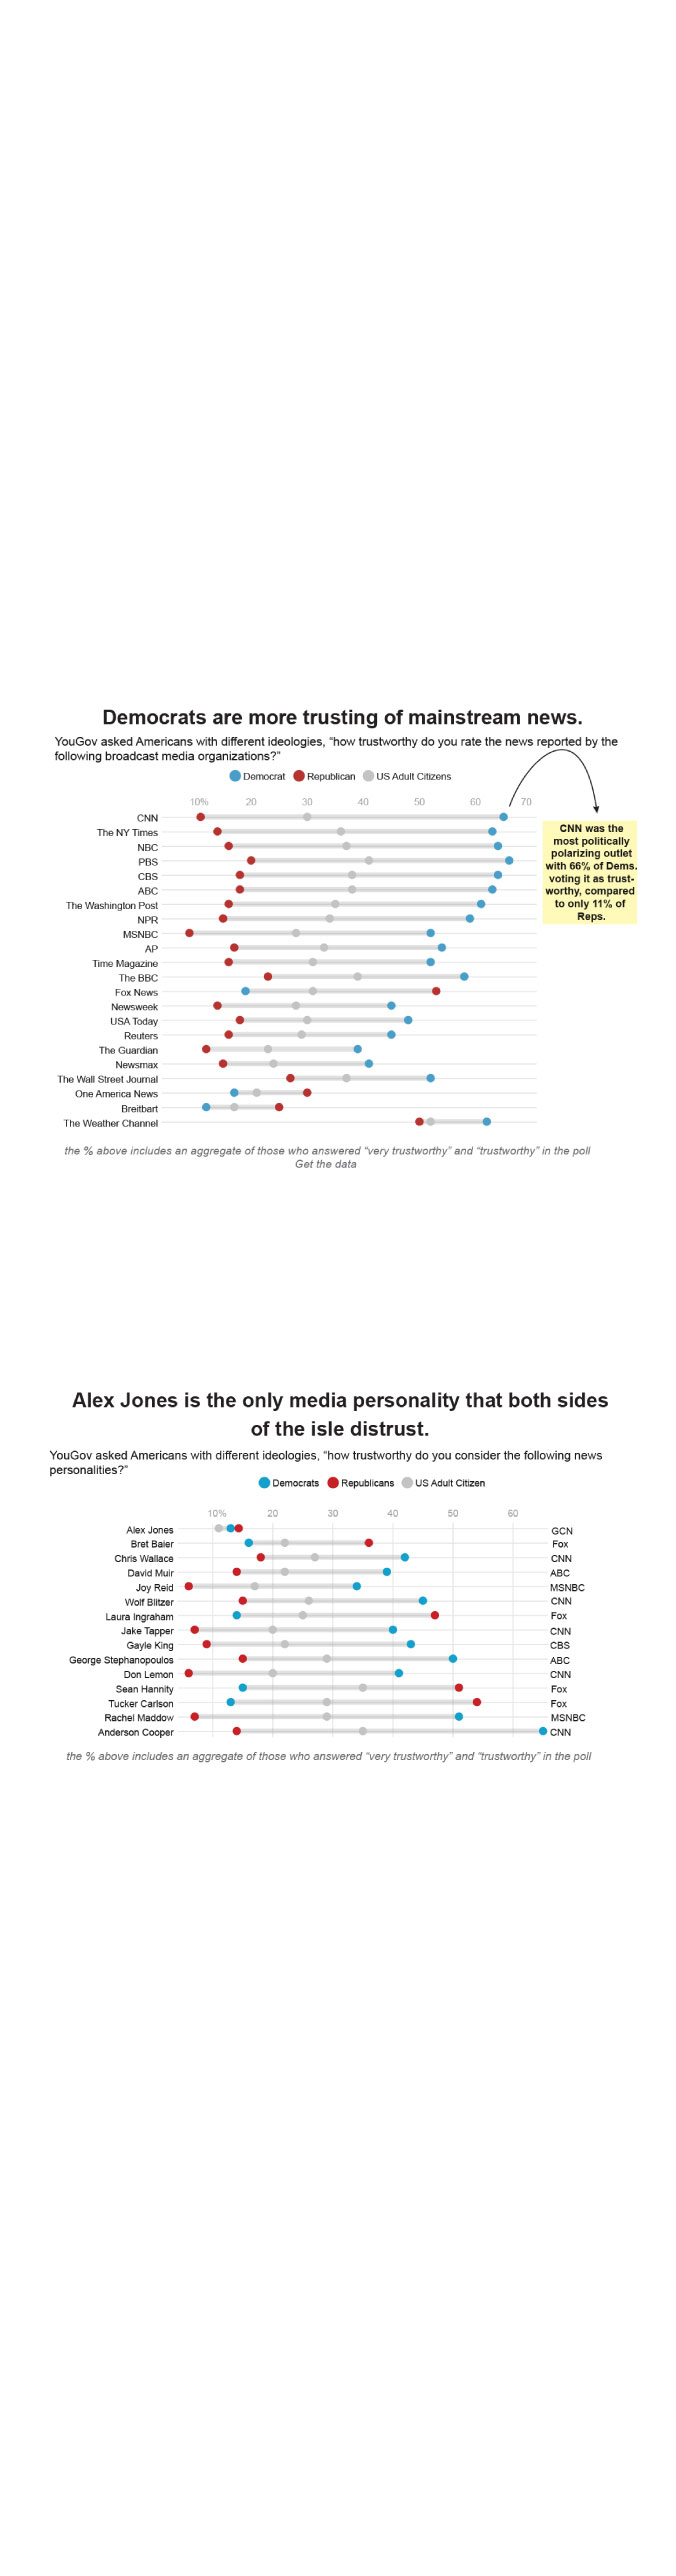 Democrats are more trusting of mainstream news.
YouGov asked Americans with different ideologies, “how trustworthy do you rate the news reported by the
following broadcast media organizations?”
Democrat Republican US Adult Citizens
10% 20 30 40 50 60 70
CNN
The NY Times
NBC
PBS
CBS
ABC
The Washington Post
NPR
MSNBC
AP
Time Magazine
The BBC
Fox News
Newsweek
USA Today
Reuters
The Guardian
Newsmax
The Wall Street Journal
One America News
Breitbart
The Weather Channel
CNN was the
most politically
polarizing outlet
with 66% of Dems.
voting it as trust-
worthy, compared
to only 11% of
Reps.
the % above includes an aggregate of those who answered “very trustworthy” and “trustworthy” in the poll
Get the data
Alex Jones is the only media personality that both sides
of the isle distrust.
YouGov asked Americans with different ideologies, “how trustworthy do you consider the following news
personalities?”
Democrats Republicans US Adult Citizen
10% 20 30 40 50 60
Alex Jones GCN
Bret Baier Fox
Chris Wallace CNN
David Muir ABC
Joy Reid MSNBC
Wolf Blitzer CNN
Laura Ingraham Fox
Jake Tapper CNN
Gayle King CBS
George Stephanopoulos ABC
Don Lemon CNN
Sean Hannity Fox
Tucker Carlson Fox
Rachel Maddow MSNBC
Anderson Cooper CNN
the % above includes an aggregate of those who answered “very trustworthy” and “trustworthy” in the poll